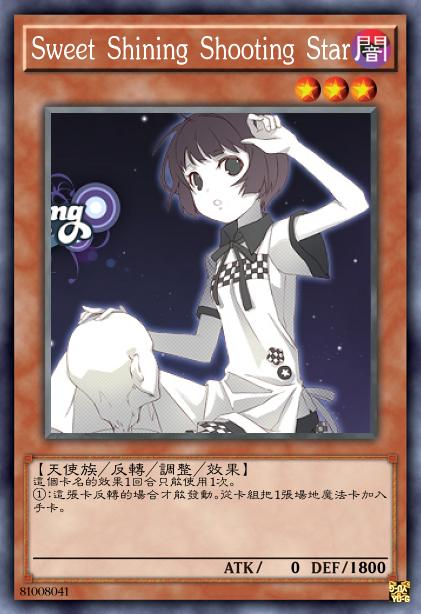 Sweet Shining Shooting Star 闇
ng
【天使族／反轉／調整／效果】
這個卡名的效果1回合只能使用1次。
①：這張卡反轉的場合才能發動。從卡組把1張場地魔法卡加入
手卡。
ATK/ 0 DEF/1800
81008041